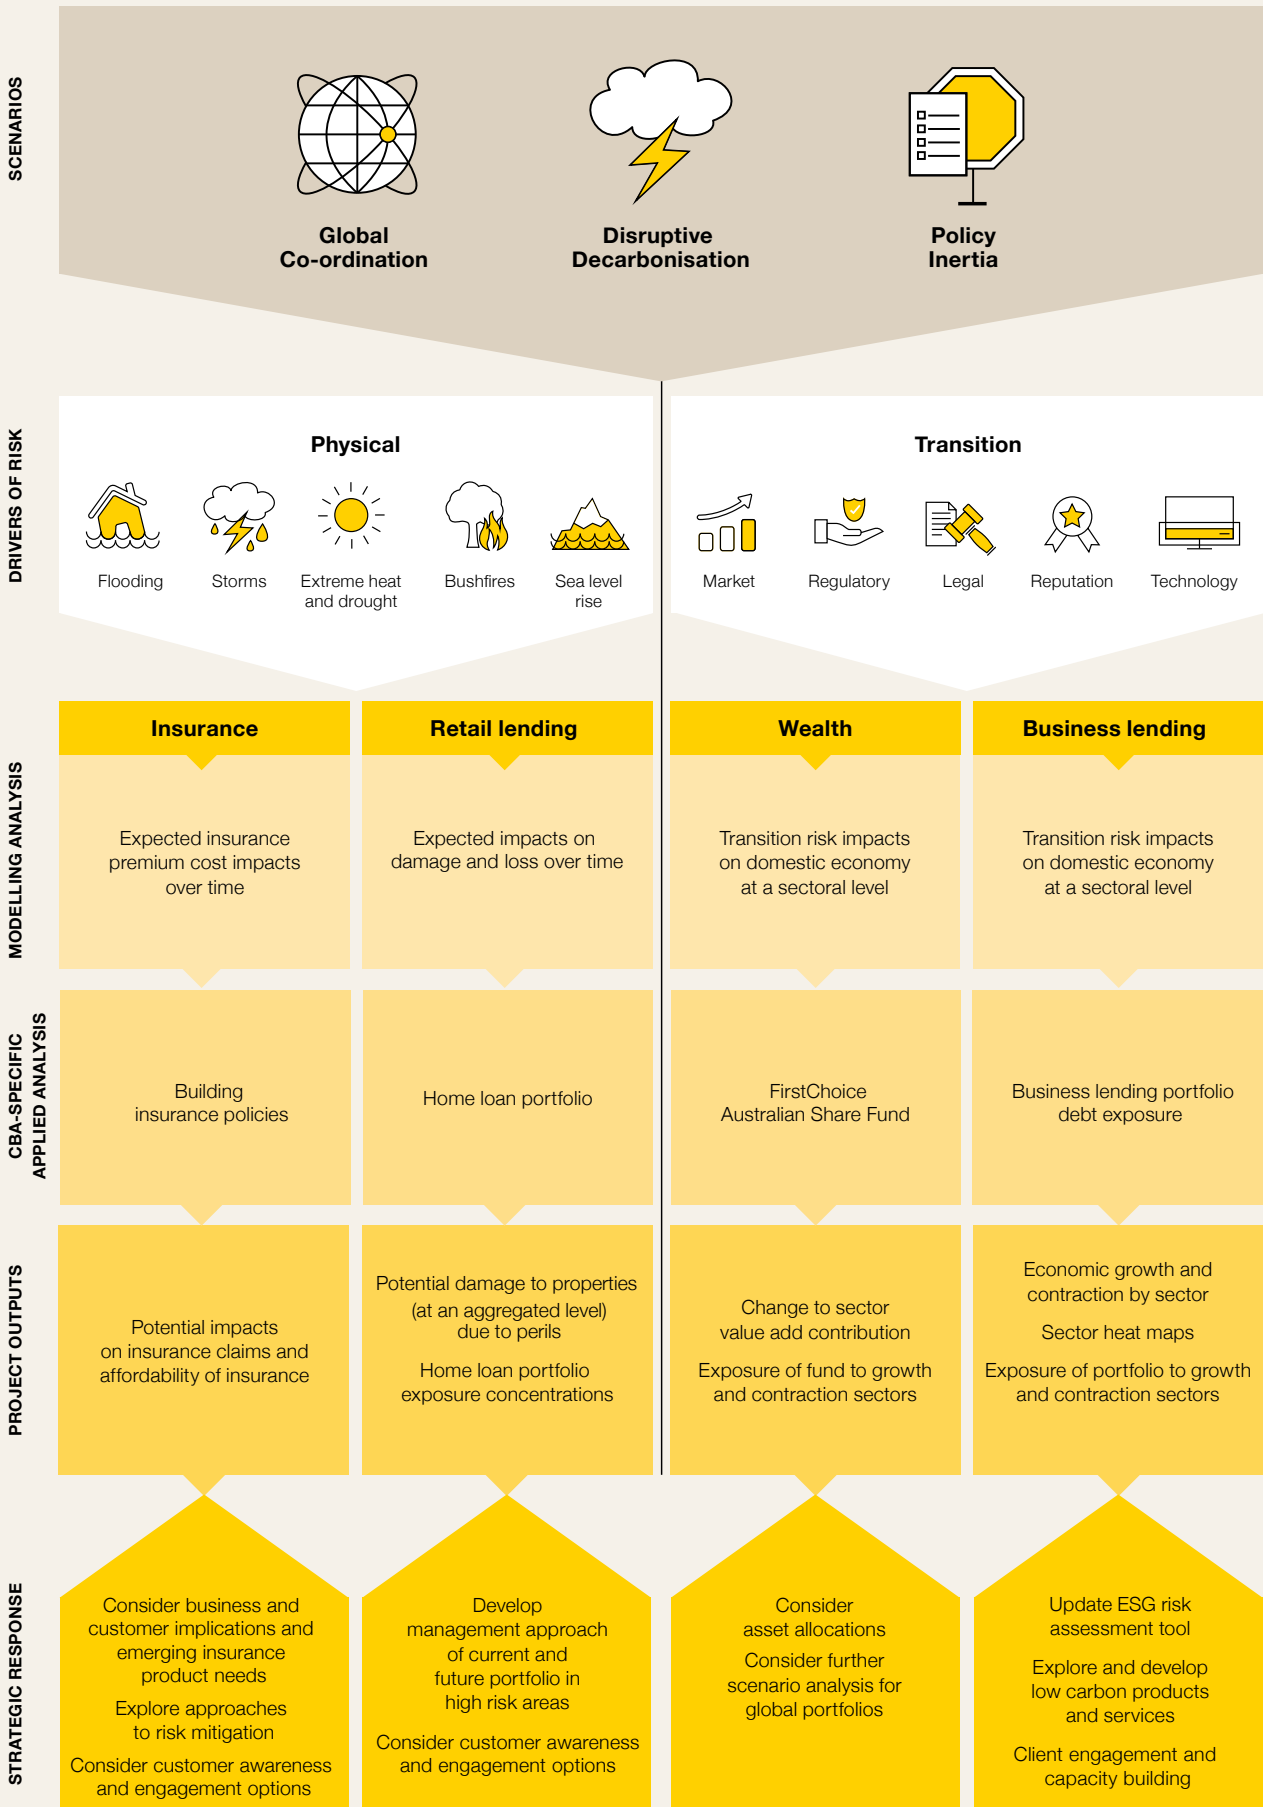 SCENARIOS
Global
Co-ordination
Disruptive
Decarbonisation
Policy
Inertia
DRIVERS OF RISK
Physical
Flooding
Storms
Extreme heat
and drought
Bushfires
Sea level
rise
Transition
Market
Regulatory
Legal
Reputation
Technology
Insurance
Retail lending
Wealth
Business lending
MODELLING ANALYSIS
Expected insurance
premium cost impacts
over time
Expected impacts on
damage and loss over time
Transition risk impacts
on domestic economy
at a sectoral level
Transition risk impacts
on domestic economy
at a sectoral level
CBA-SPECIFIC
APPLIED ANALYSIS
Building
insurance policies
Home loan portfolio
FirstChoice
Australian Share Fund
Business lending portfolio
debt exposure
PROJECT OUTPUTS
Potential impacts
on insurance claims and
affordability of insurance
Potential damage to properties
(at an aggregated level)
due to perils
Home loan portfolio
exposure concentrations
Change to sector
value add contribution
Exposure of fund to growth
and contraction sectors
Economic growth and
contraction by sector
Sector heat maps
Exposure of portfolio to growth
and contraction sectors
STRATEGIC RESPONSE
Consider business and
customer implications and
emerging insurance
product needs
Explore approaches
to risk mitigation
Consider customer awareness
and engagement options
Develop
management approach
of current and
future portfolio in
high risk areas
Consider customer awareness
and engagement options
Consider
asset allocations
Consider further
scenario analysis for
global portfolios
Update ESG risk
assessment tool
Explore and develop
low carbon products
and services
Client engagement and
capacity building